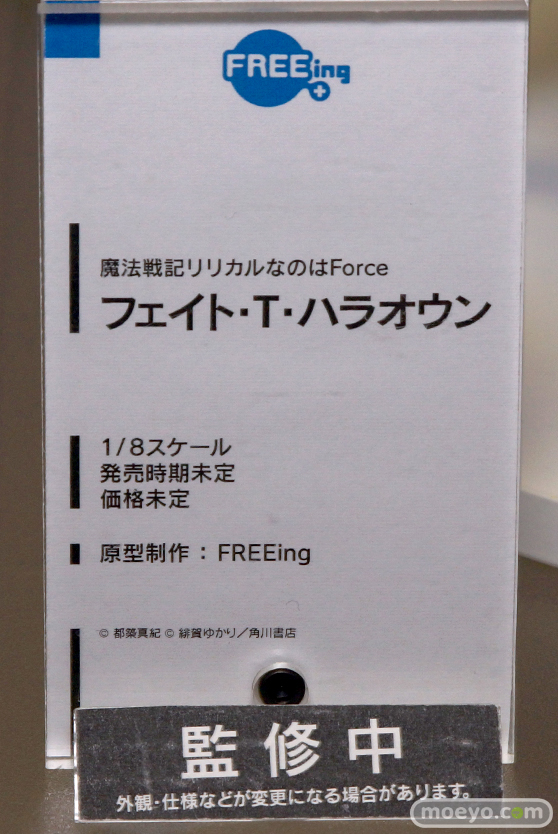 FREEing
魔法戦記リリカルなのはForce
フェイト・T・ハラオウン
1/8スケール
発売時期未定
価格未定
原型制作：FREEing
© 都築真紀 © 緋賀ゆかり／角川書店
監修中
外観・仕様などが変更になる場合があります。
moeyo.com